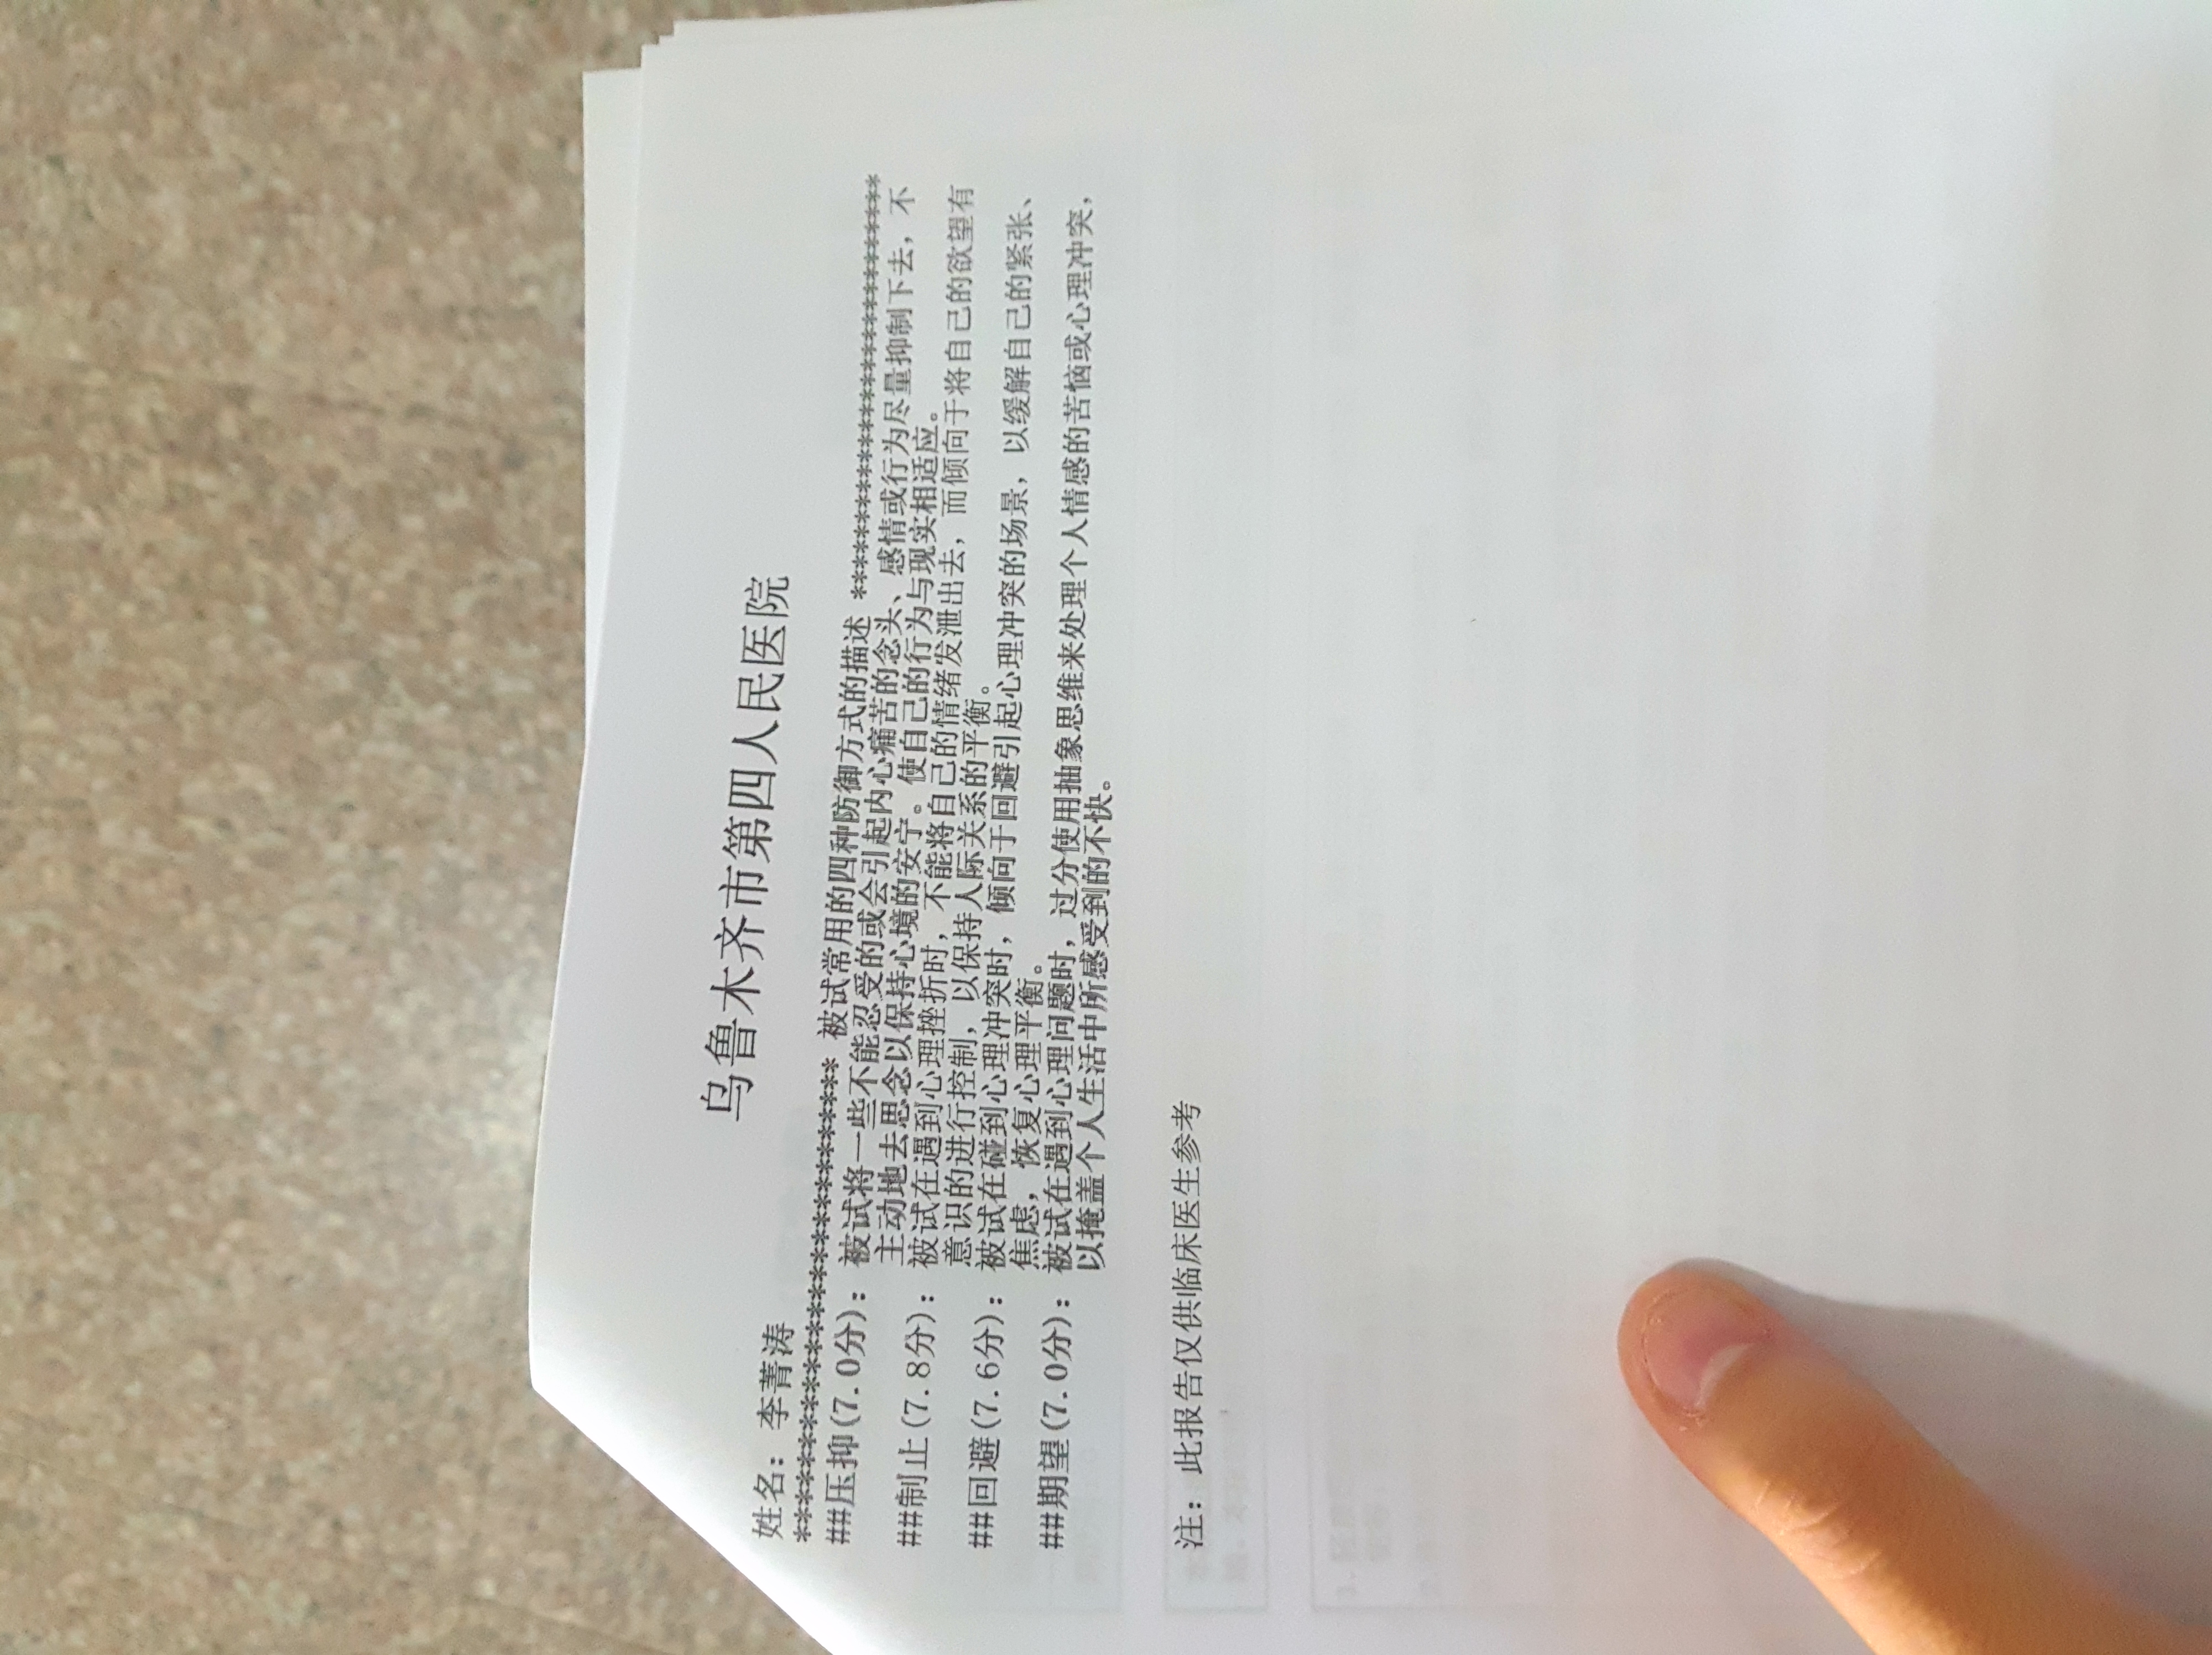 乌鲁木齐市第四人民医院
姓名：李菁涛
****************************** 被试常用的四种防御方式的描述 ******************************
##压抑(7.0分)：被试将一些不能忍受的或会引起内心痛苦的念头、感情或行为尽量抑制下去，不
主动地去思念以保持心境的安宁。使自己的行为与现实相适应。
##制止(7.8分)：被试在遇到心理挫折时，不能将自己的情绪发泄出去，而倾向于将自己的欲望有
意识的进行控制，以保持人际关系的平衡。
##回避(7.6分)：被试在碰到心理冲突时，倾向于回避引起心理冲突的场景，以缓解自己的紧张、
焦虑，恢复心理平衡。
##期望(7.0分)：被试在遇到心理问题时，过分使用抽象思维来处理个人情感的苦恼或心理冲突，
以掩盖个人生活中所感受到的不快。
注：此报告仅供临床医生参考